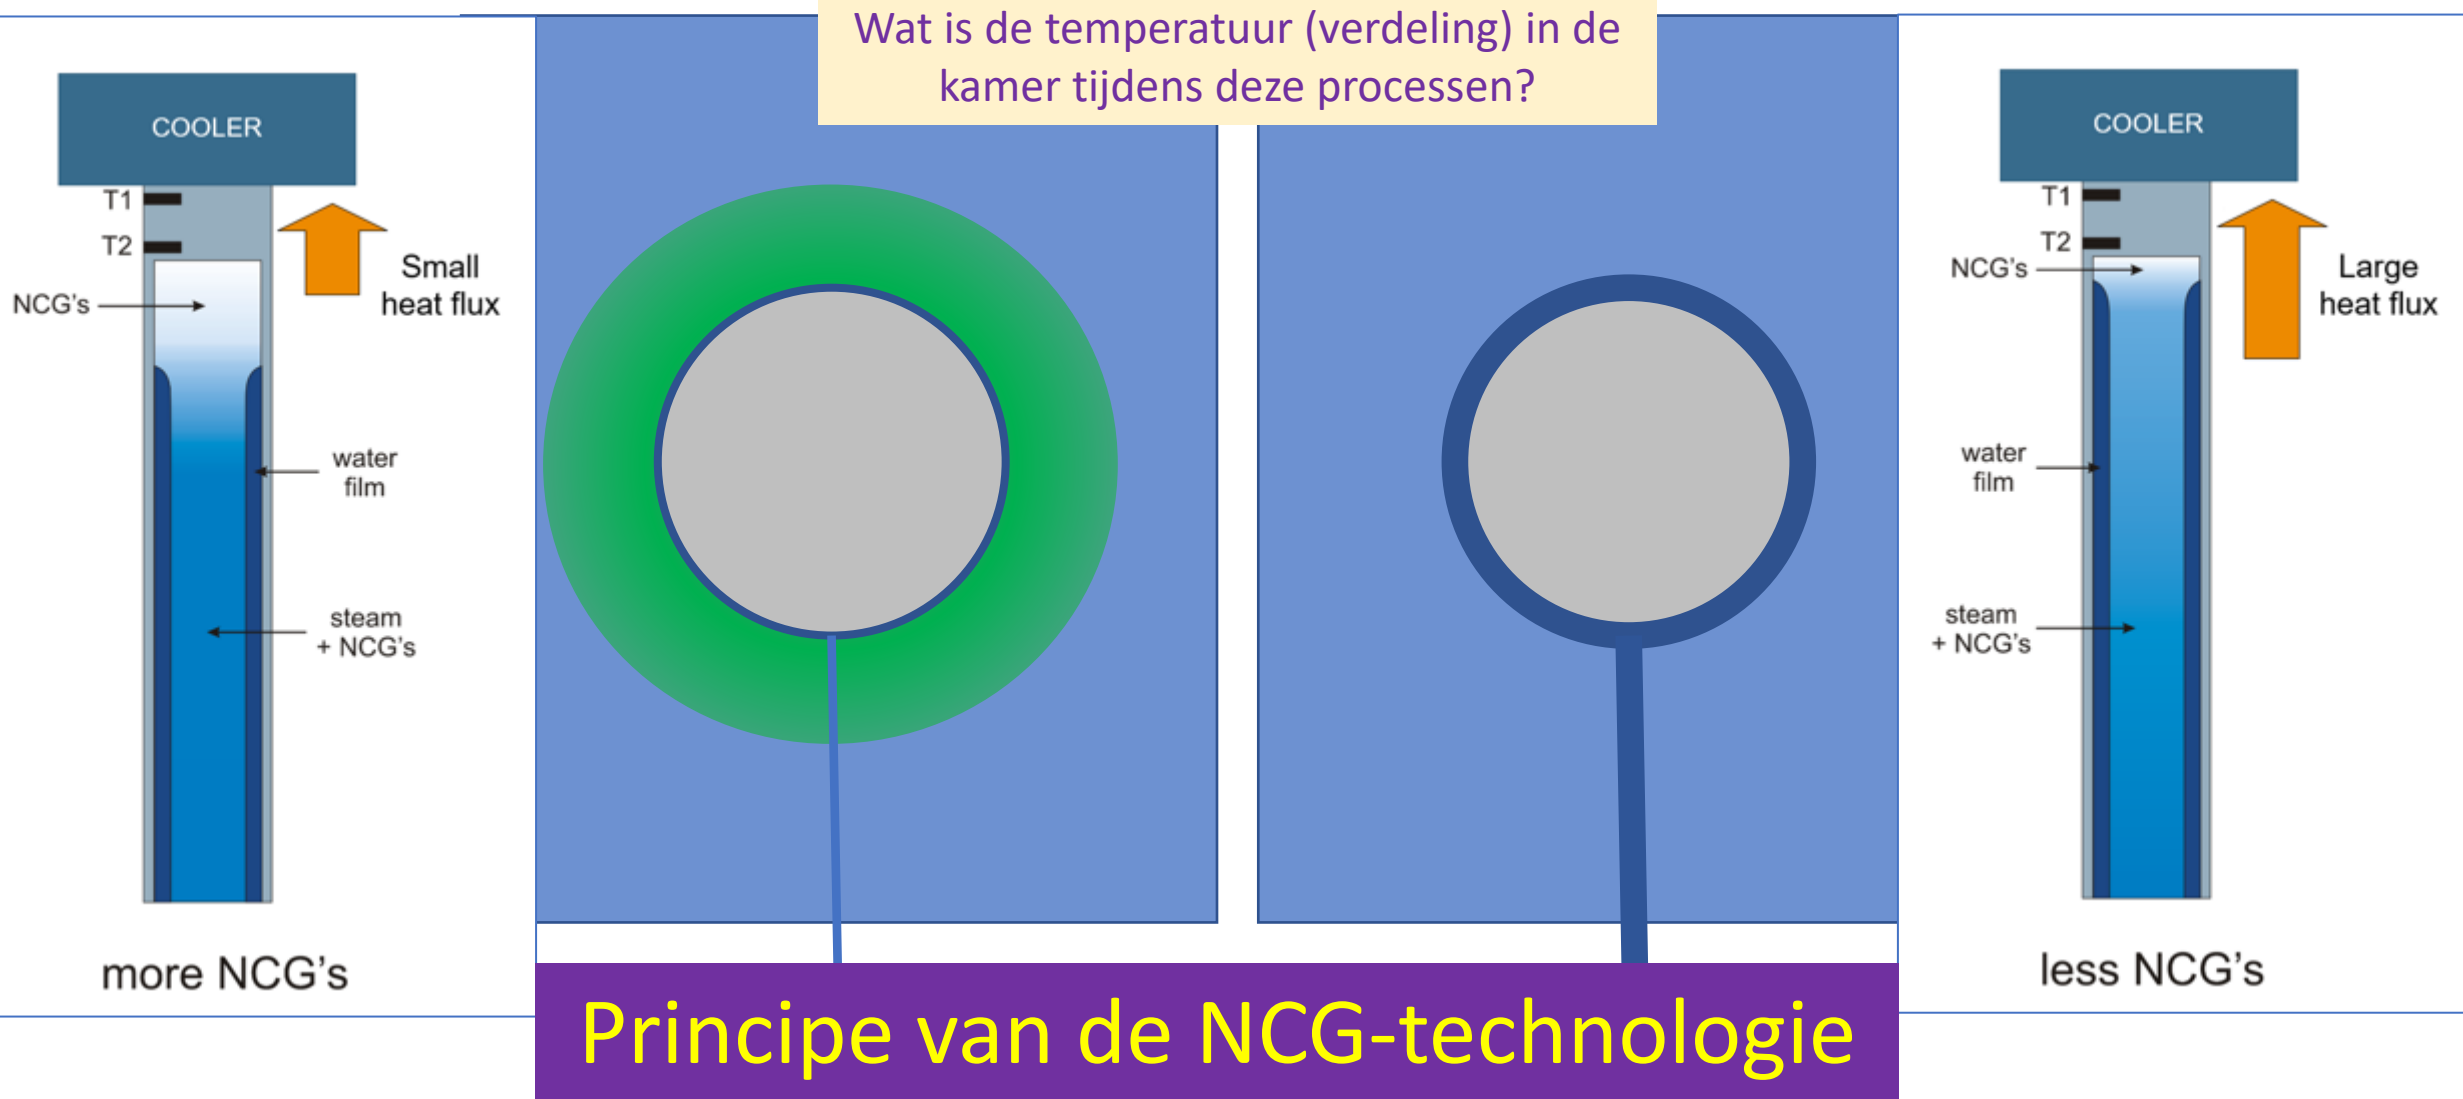 Wat is de temperatuur (verdeling) in de
kamer tijdens deze processen?
COOLER
T1
T2
NCG's
Small
heat flux
water
film
steam
+ NCG's
more NCG's
COOLER
T1
T2
NCG's
Large
heat flux
water
film
steam
+ NCG's
less NCG's
Principe van de NCG-technologie